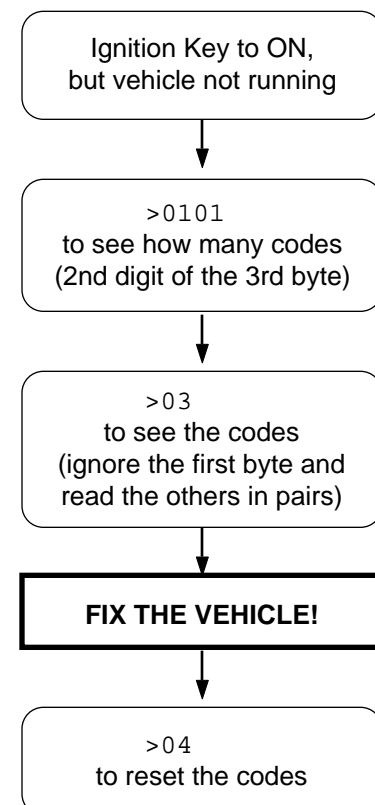 Ignition Key to ON,
but vehicle not running
>0101
to see how many codes
(2nd digit of the 3rd byte)
>03
to see the codes
(ignore the first byte and
read the others in pairs)
FIX THE VEHICLE!
>04
to reset the codes